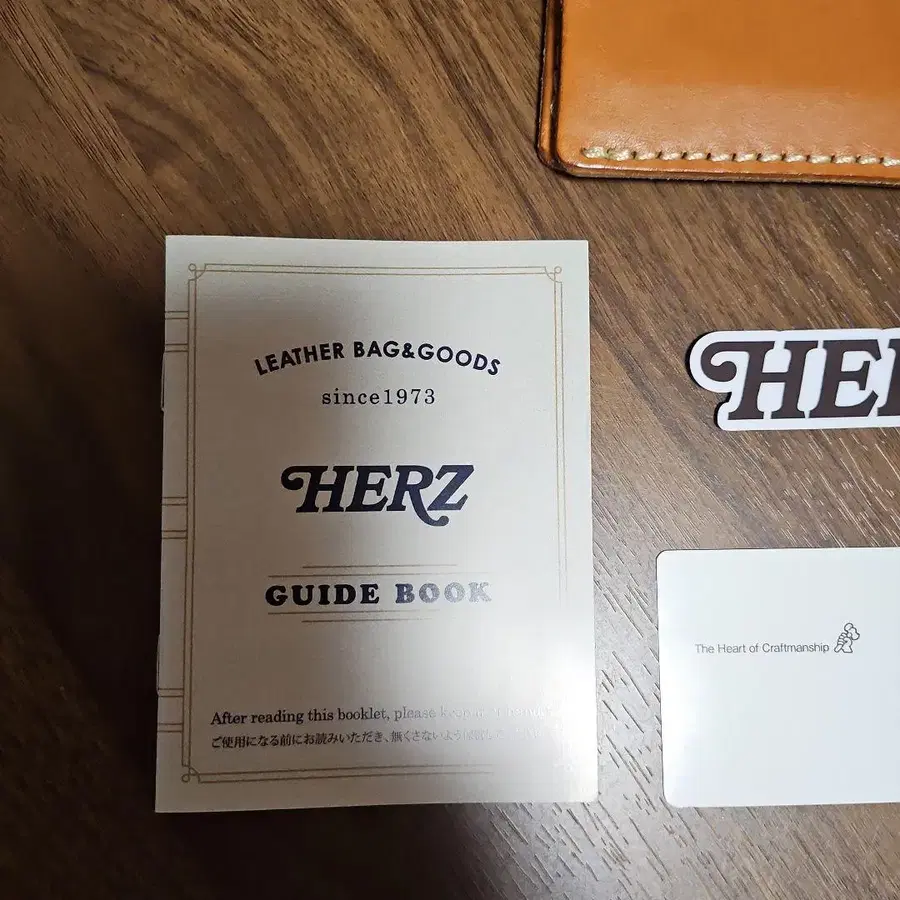 LEATHER BAG&GOODS
since1973
HERZ
GUIDE BOOK
After reading this booklet, please keep
ご使用になる前にお読みいただき、無くさないよう
HER
The Heart of Craftmanship